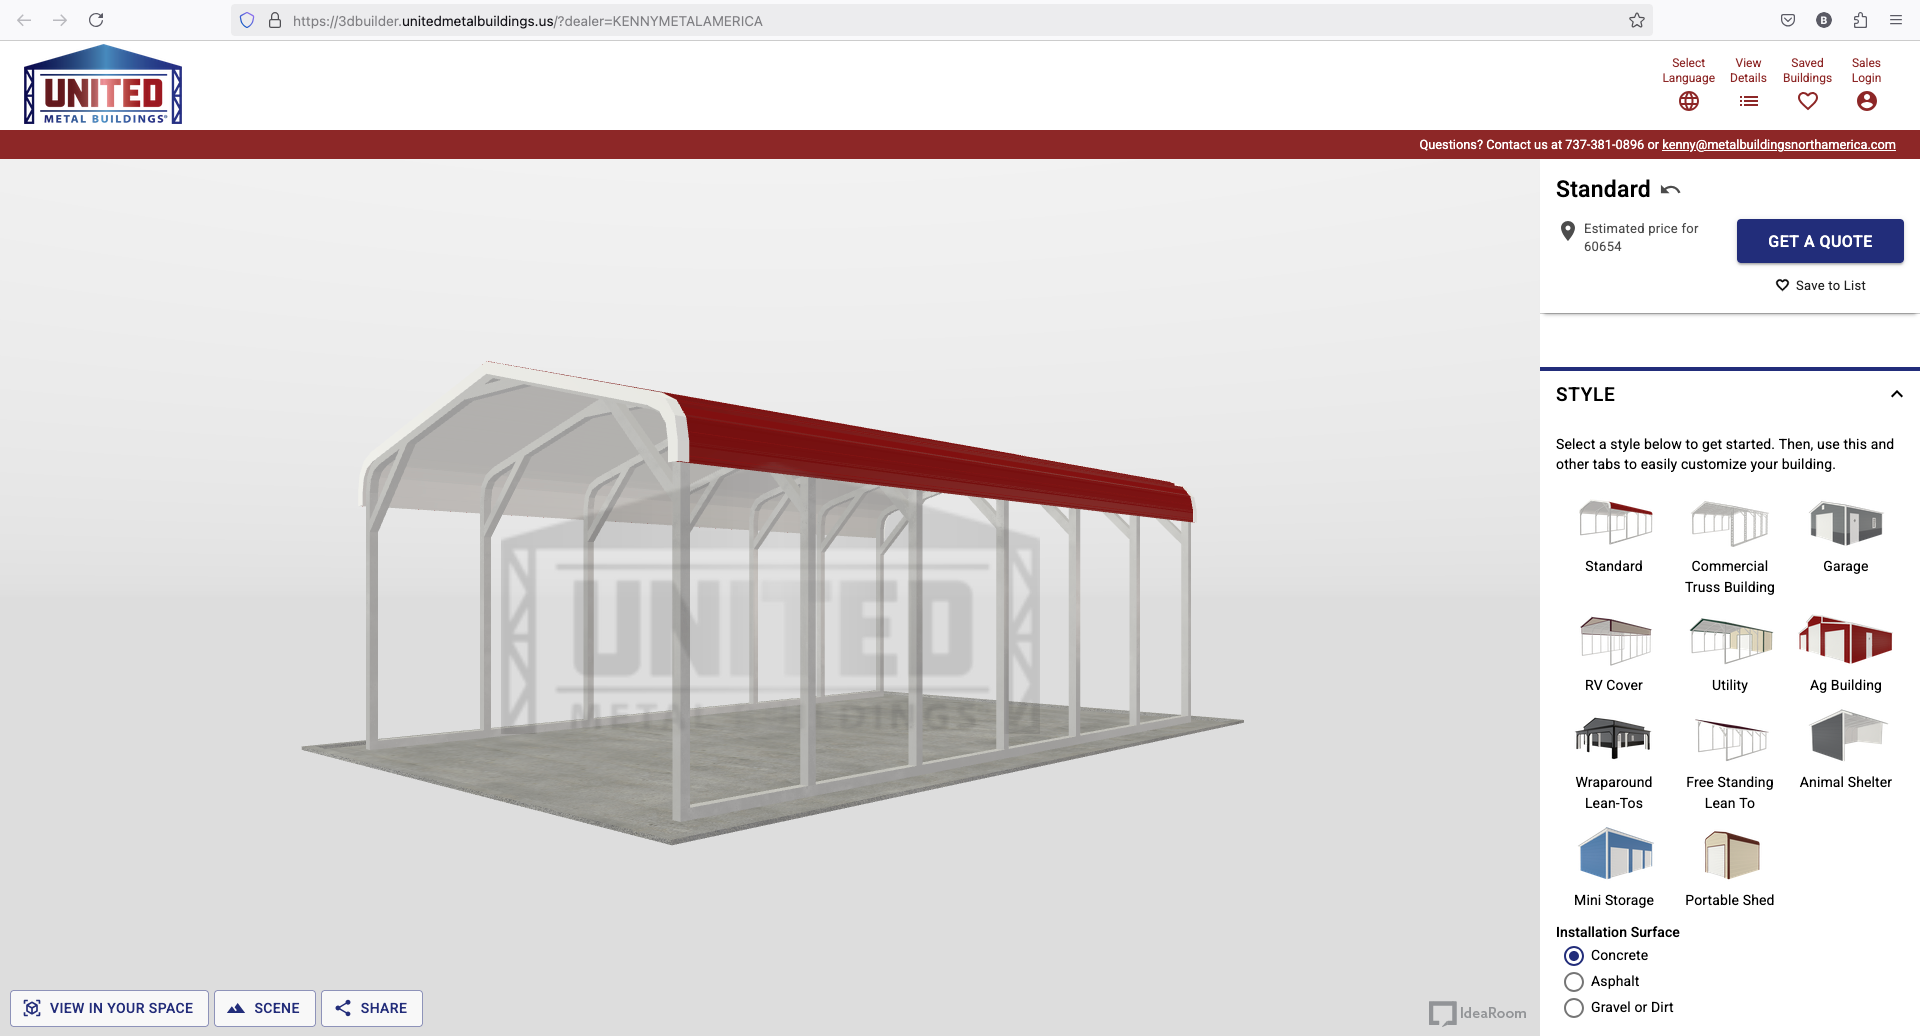 https://3dbuilder.unitedmetalbuildings.us/?dealer=KENNYMETALAMERICA
B
UNITED
METAL BUILDINGS®
Select Language
View Details
Saved Buildings
Sales Login
Questions? Contact us at 737-381-0896 or kenny@metalbuildingsnorthamerica.com
Standard
Estimated price for
60654
GET A QUOTE
Save to List
STYLE
Select a style below to get started. Then, use this and
other tabs to easily customize your building.
Standard
Commercial
Truss Building
Garage
RV Cover
Utility
Ag Building
Wraparound
Lean-Tos
Free Standing
Lean To
Animal Shelter
Mini Storage
Portable Shed
Installation Surface
Concrete
Asphalt
Gravel or Dirt
UNITED
METAL BUILDINGS
VIEW IN YOUR SPACE
SCENE
SHARE
IdeaRoom